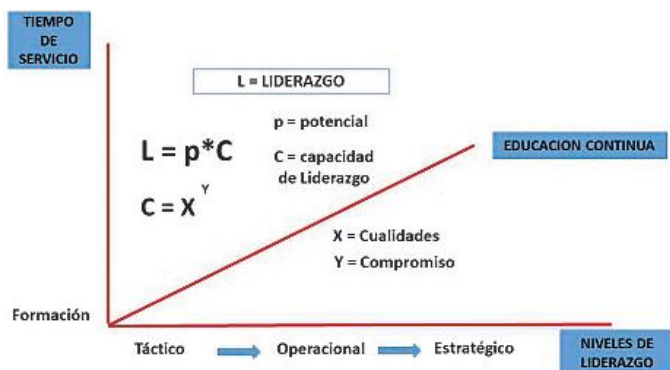 TIEMPO
DE
SERVICIO
L = LIDERAZGO
p = potencial
L = p*C
C = capacidad
de Liderazgo
EDUCACION CONTINUA
C = X^Y
X = Cualidades
Y = Compromiso
Formación
Táctico
Operacional
Estratégico
NIVELES DE
LIDERAZGO